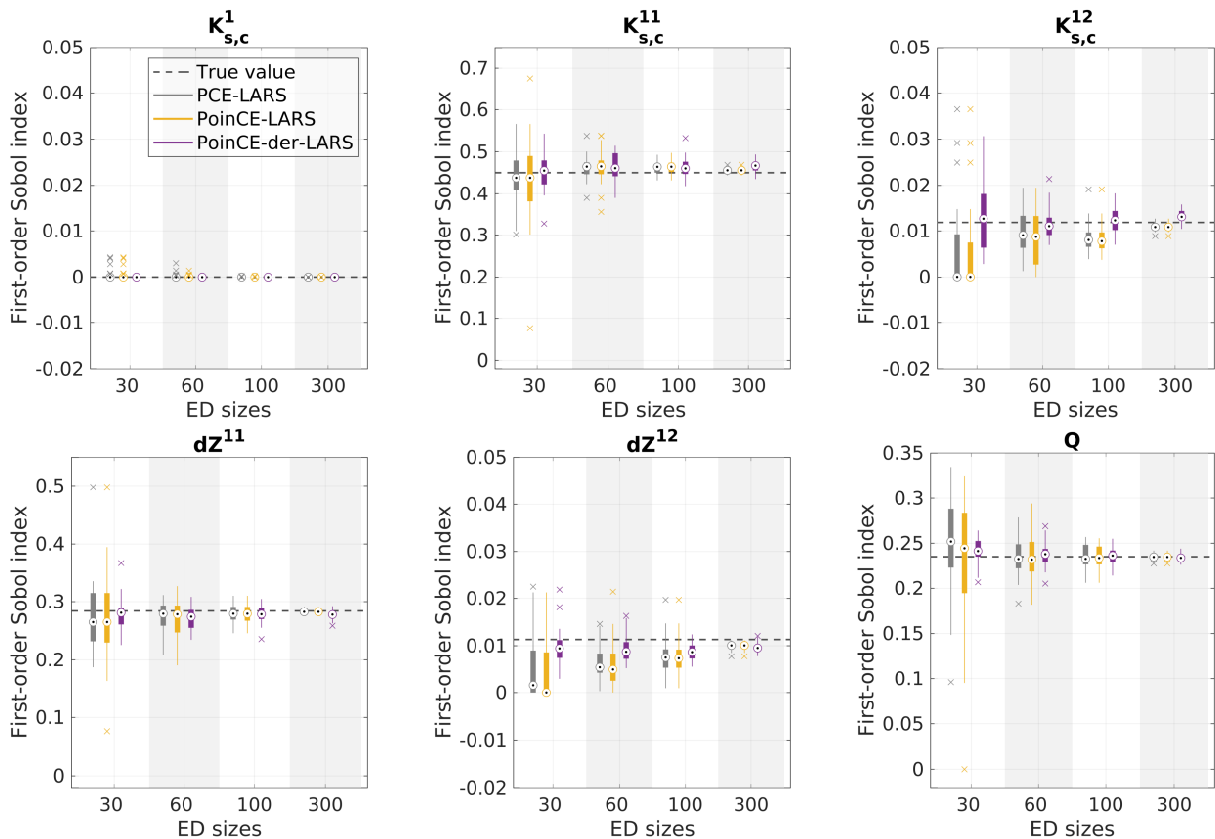 K¹s,c
K¹¹s,c
K¹²s,c
First-order Sobol index
0.05
0.04
0.03
0.02
0.01
0
-0.01
-0.02
True value
PCE-LARS
PoinCE-LARS
PoinCE-der-LARS
30 60 100 300
ED sizes
First-order Sobol index
0.7
0.6
0.5
0.4
0.3
0.2
0.1
0
30 60 100 300
ED sizes
First-order Sobol index
0.05
0.04
0.03
0.02
0.01
0
-0.01
-0.02
30 60 100 300
ED sizes
dZ¹¹
First-order Sobol index
0.5
0.4
0.3
0.2
0.1
0
30 60 100 300
ED sizes
dZ¹²
First-order Sobol index
0.05
0.04
0.03
0.02
0.01
0
-0.01
-0.02
30 60 100 300
ED sizes
Q
First-order Sobol index
0.35
0.3
0.25
0.2
0.15
0.1
0.05
0
30 60 100 300
ED sizes